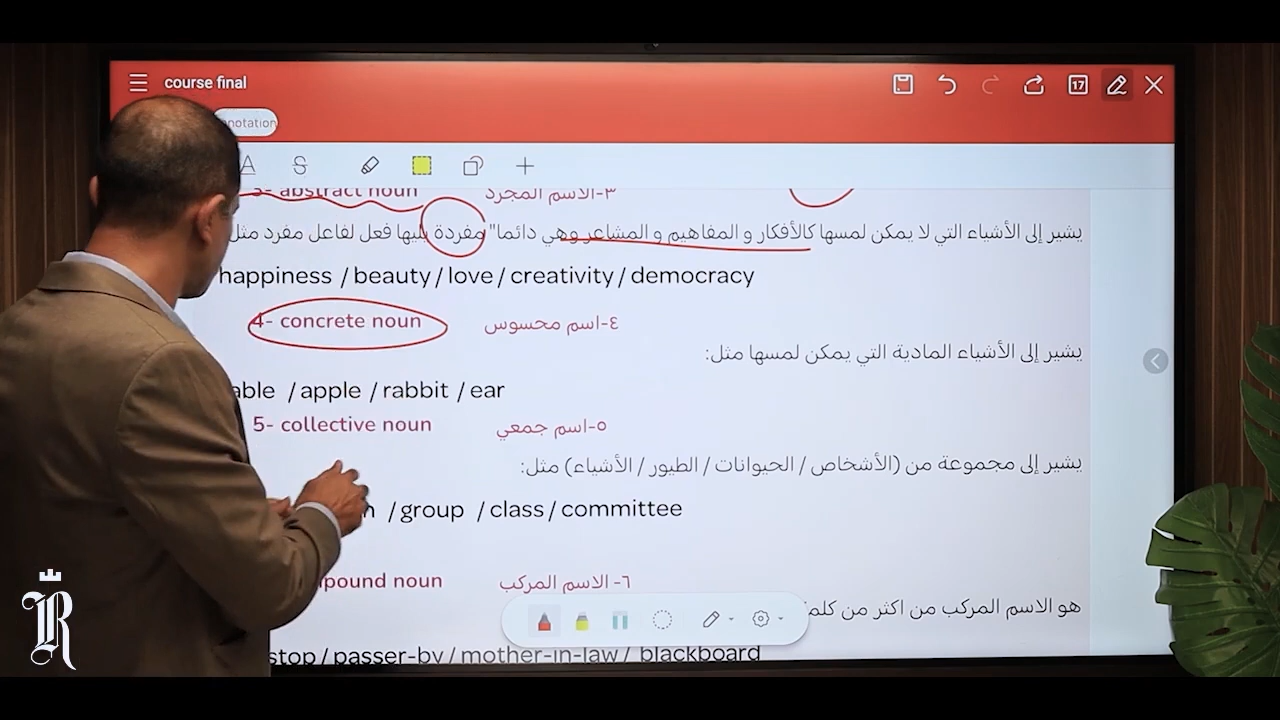 course final
notation
17
3- abstract noun ٣-الاسم المجرد
يشير إلى الأشياء التي لا يمكن لمسها كالأفكار و المفاهيم و المشاعر وهي دائما" مفردة يليها فعل لفاعل مفرد مثل
happiness / beauty / love / creativity / democracy
4- concrete noun ٤-اسم محسوس
يشير إلى الأشياء المادية التي يمكن لمسها مثل:
able / apple / rabbit / ear
5- collective noun ٥-اسم جمعي
يشير إلى مجموعة من (الأشخاص / الحيوانات / الطيور / الأشياء) مثل:
/ group / class / committee
pound noun ٦- الاسم المركب
هو الاسم المركب من اكثر من
stop / passer-by / mother-in-law / blackboard
R